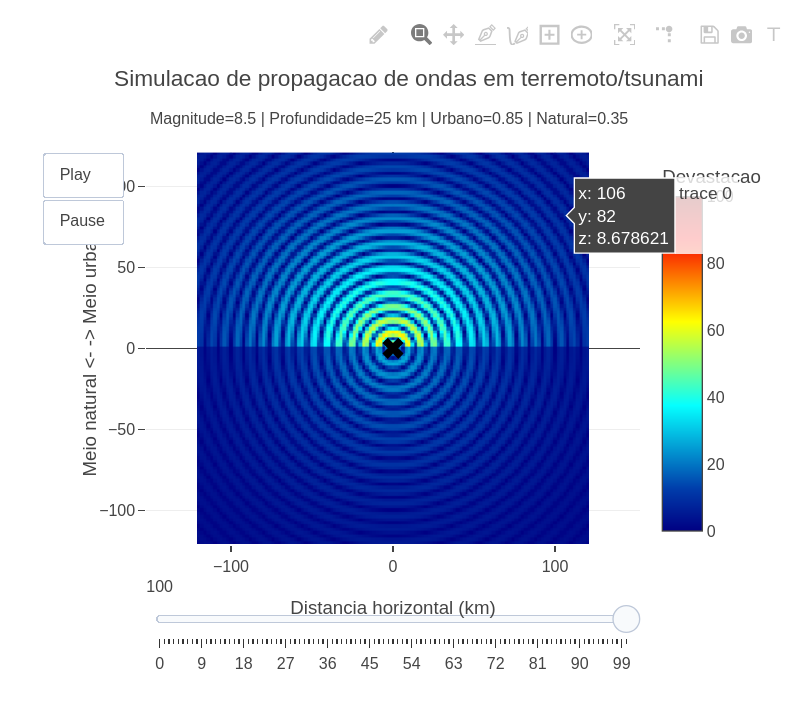 T
Simulacao de propagacao de ondas em terremoto/tsunami
Magnitude=8.5 | Profundidade=25 km | Urbano=0.85 | Natural=0.35
Play
Pause
Devastacao
trace 0
x: 106
y: 82
z: 8.678621
100
80
60
40
20
0
Meio natural <- -> Meio urba
00
50
0
−50
−100
−100
0
100
100
Distancia horizontal (km)
0 9 18 27 36 45 54 63 72 81 90 99